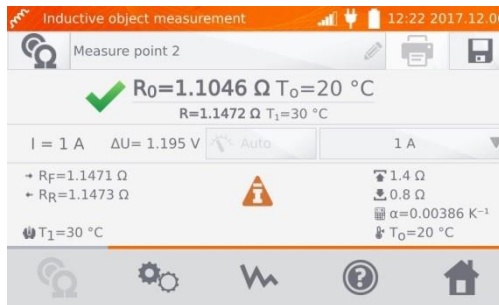 Inductive object measurement 12:22 2017.12.0
Measure point 2
R0=1.1046 Ω To=20 °C
R=1.1472 Ω T1=30 °C
I = 1 A ΔU= 1.195 V Auto 1 A
RF=1.1471 Ω 1.4 Ω
RR=1.1473 Ω 0.8 Ω
α=0.00386 K⁻¹
T1=30 °C To=20 °C